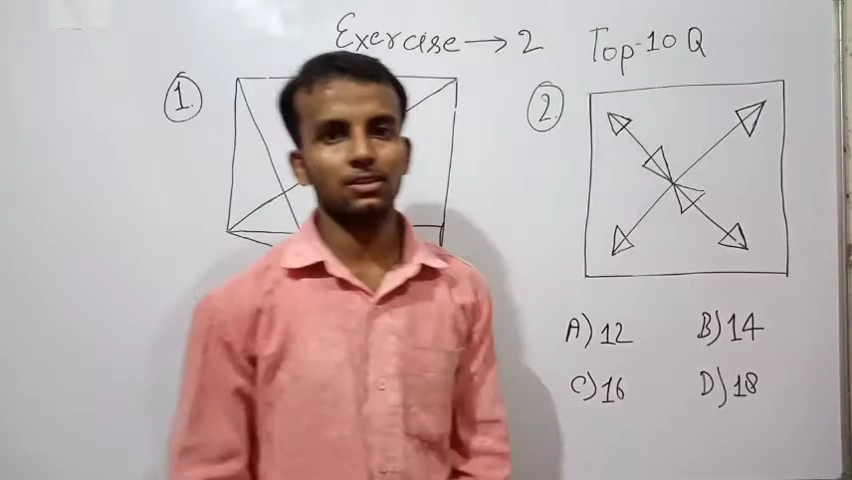 Exercise → 2
Top-10 Q
1.
2.
A) 12
B) 14
C) 16
D) 18